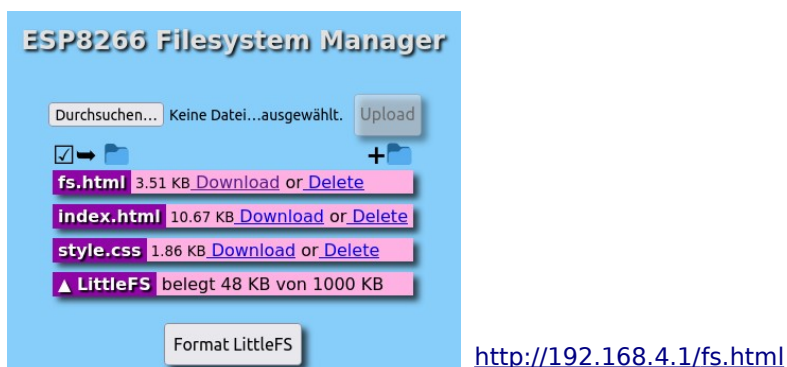 ESP8266 Filesystem Manager
Durchsuchen... Keine Datei...ausgewählt. Upload
fs.html 3.51 KB Download or Delete
index.html 10.67 KB Download or Delete
style.css 1.86 KB Download or Delete
▲ LittleFS belegt 48 KB von 1000 KB
Format LittleFS
http://192.168.4.1/fs.html